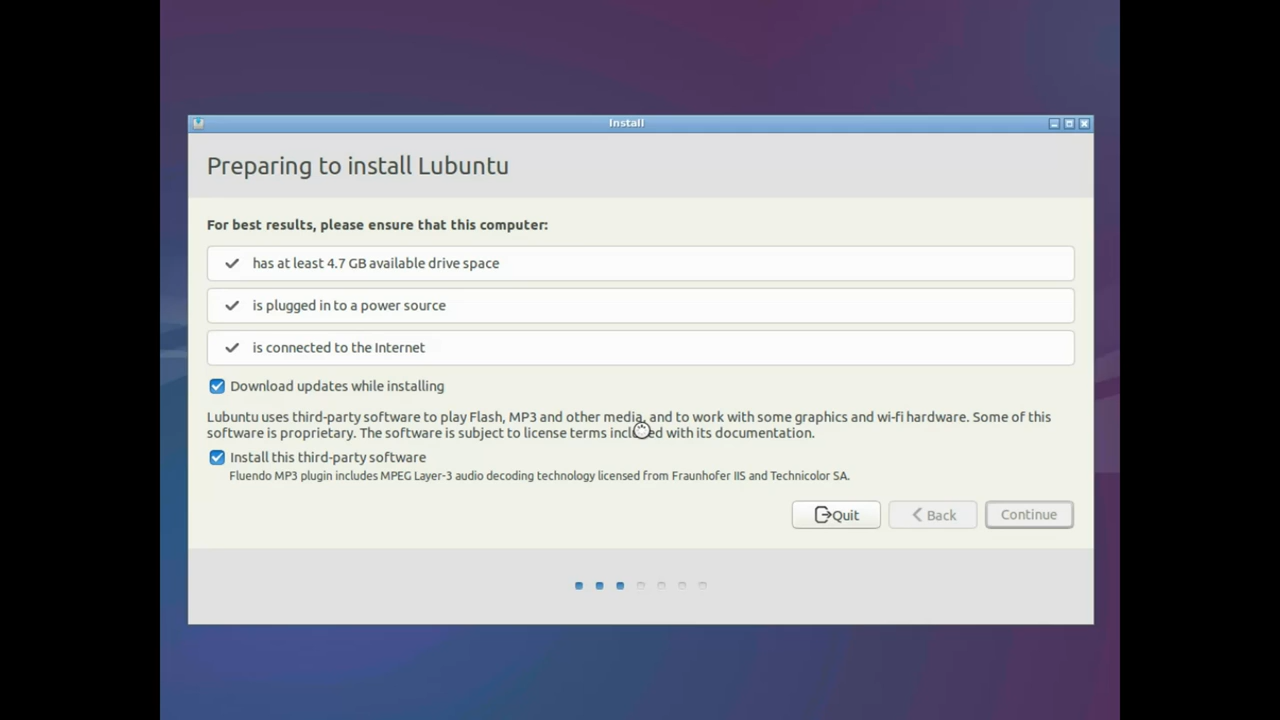 Install
Preparing to install Lubuntu
For best results, please ensure that this computer:
has at least 4.7 GB available drive space
is plugged in to a power source
is connected to the Internet
Download updates while installing
Lubuntu uses third-party software to play Flash, MP3 and other media, and to work with some graphics and wi-fi hardware. Some of this
software is proprietary. The software is subject to license terms included with its documentation.
Install this third-party software
Fluendo MP3 plugin includes MPEG Layer-3 audio decoding technology licensed from Fraunhofer IIS and Technicolor SA.
Quit Back Continue